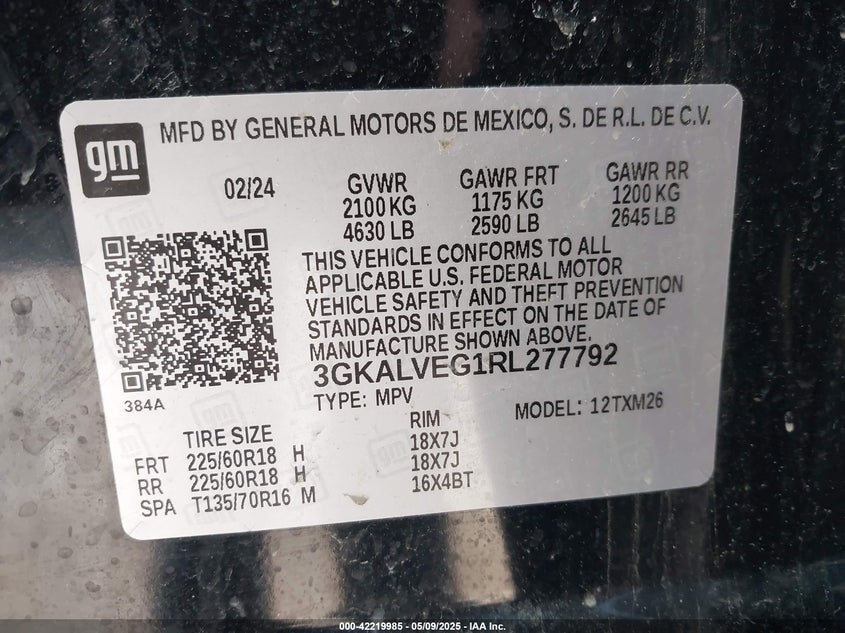 gm
MFD BY GENERAL MOTORS DE MEXICO, S. DE R.L. DE C.V.
02/24
GVWR
2100 KG
4630 LB
GAWR FRT
1175 KG
2590 LB
GAWR RR
1200 KG
2645 LB
THIS VEHICLE CONFORMS TO ALL
APPLICABLE U.S. FEDERAL MOTOR
VEHICLE SAFETY AND THEFT PREVENTION
STANDARDS IN EFFECT ON THE DATE OF
MANUFACTURE SHOWN ABOVE.
3GKALVEG1RL277792
384A
TYPE: MPV
MODEL: 12TXM26
TIRE SIZE RIM
FRT 225/60R18 H 18X7J
RR 225/60R18 H 18X7J
SPA T135/70R16 M 16X4BT
000-42219985 - 05/09/2025 - IAA Inc.